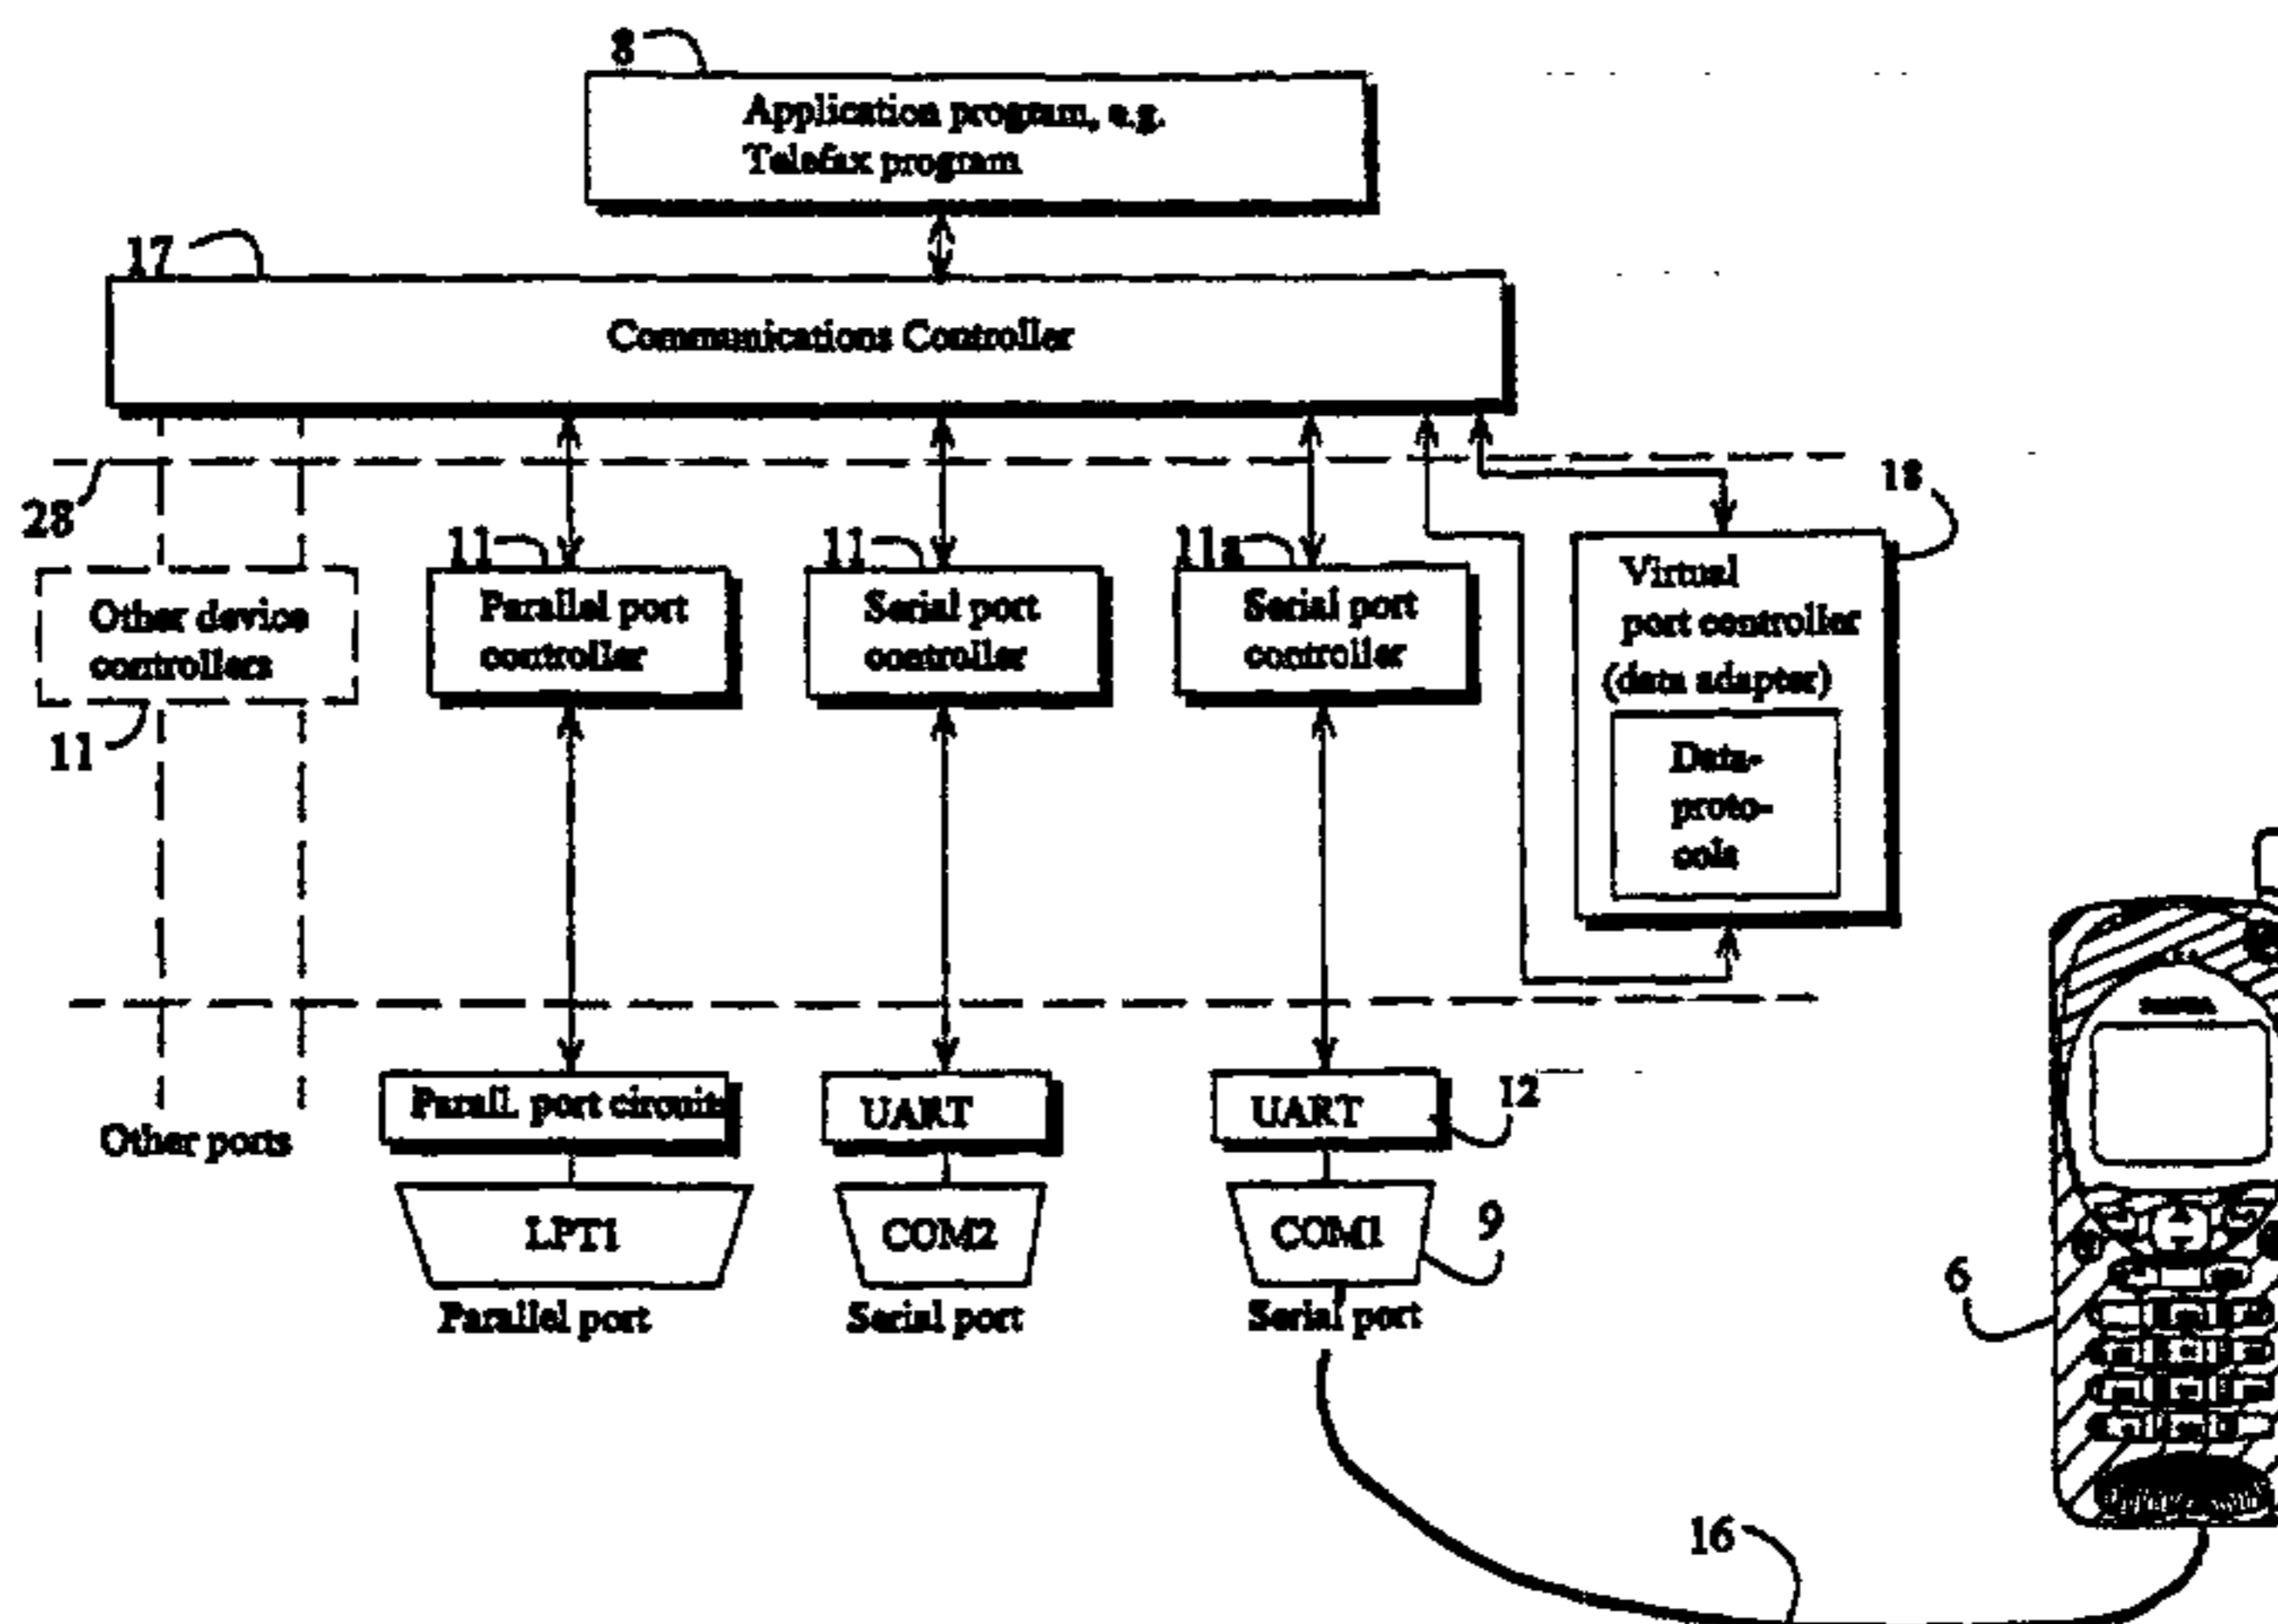 8
Application program, e.g.
Telefax program
17
Communications Controller
28
18
11
11
11a
Other device
controllers
Parallel port
controller
Serial port
controller
Serial port
controller
Virtual
port controller
(data adapter)
11
Data-
proto-
cols
Parall. port circuits
UART
UART
12
Other ports
LPT1
COM2
COM1
9
Parallel port
Serial port
Serial port
6
16